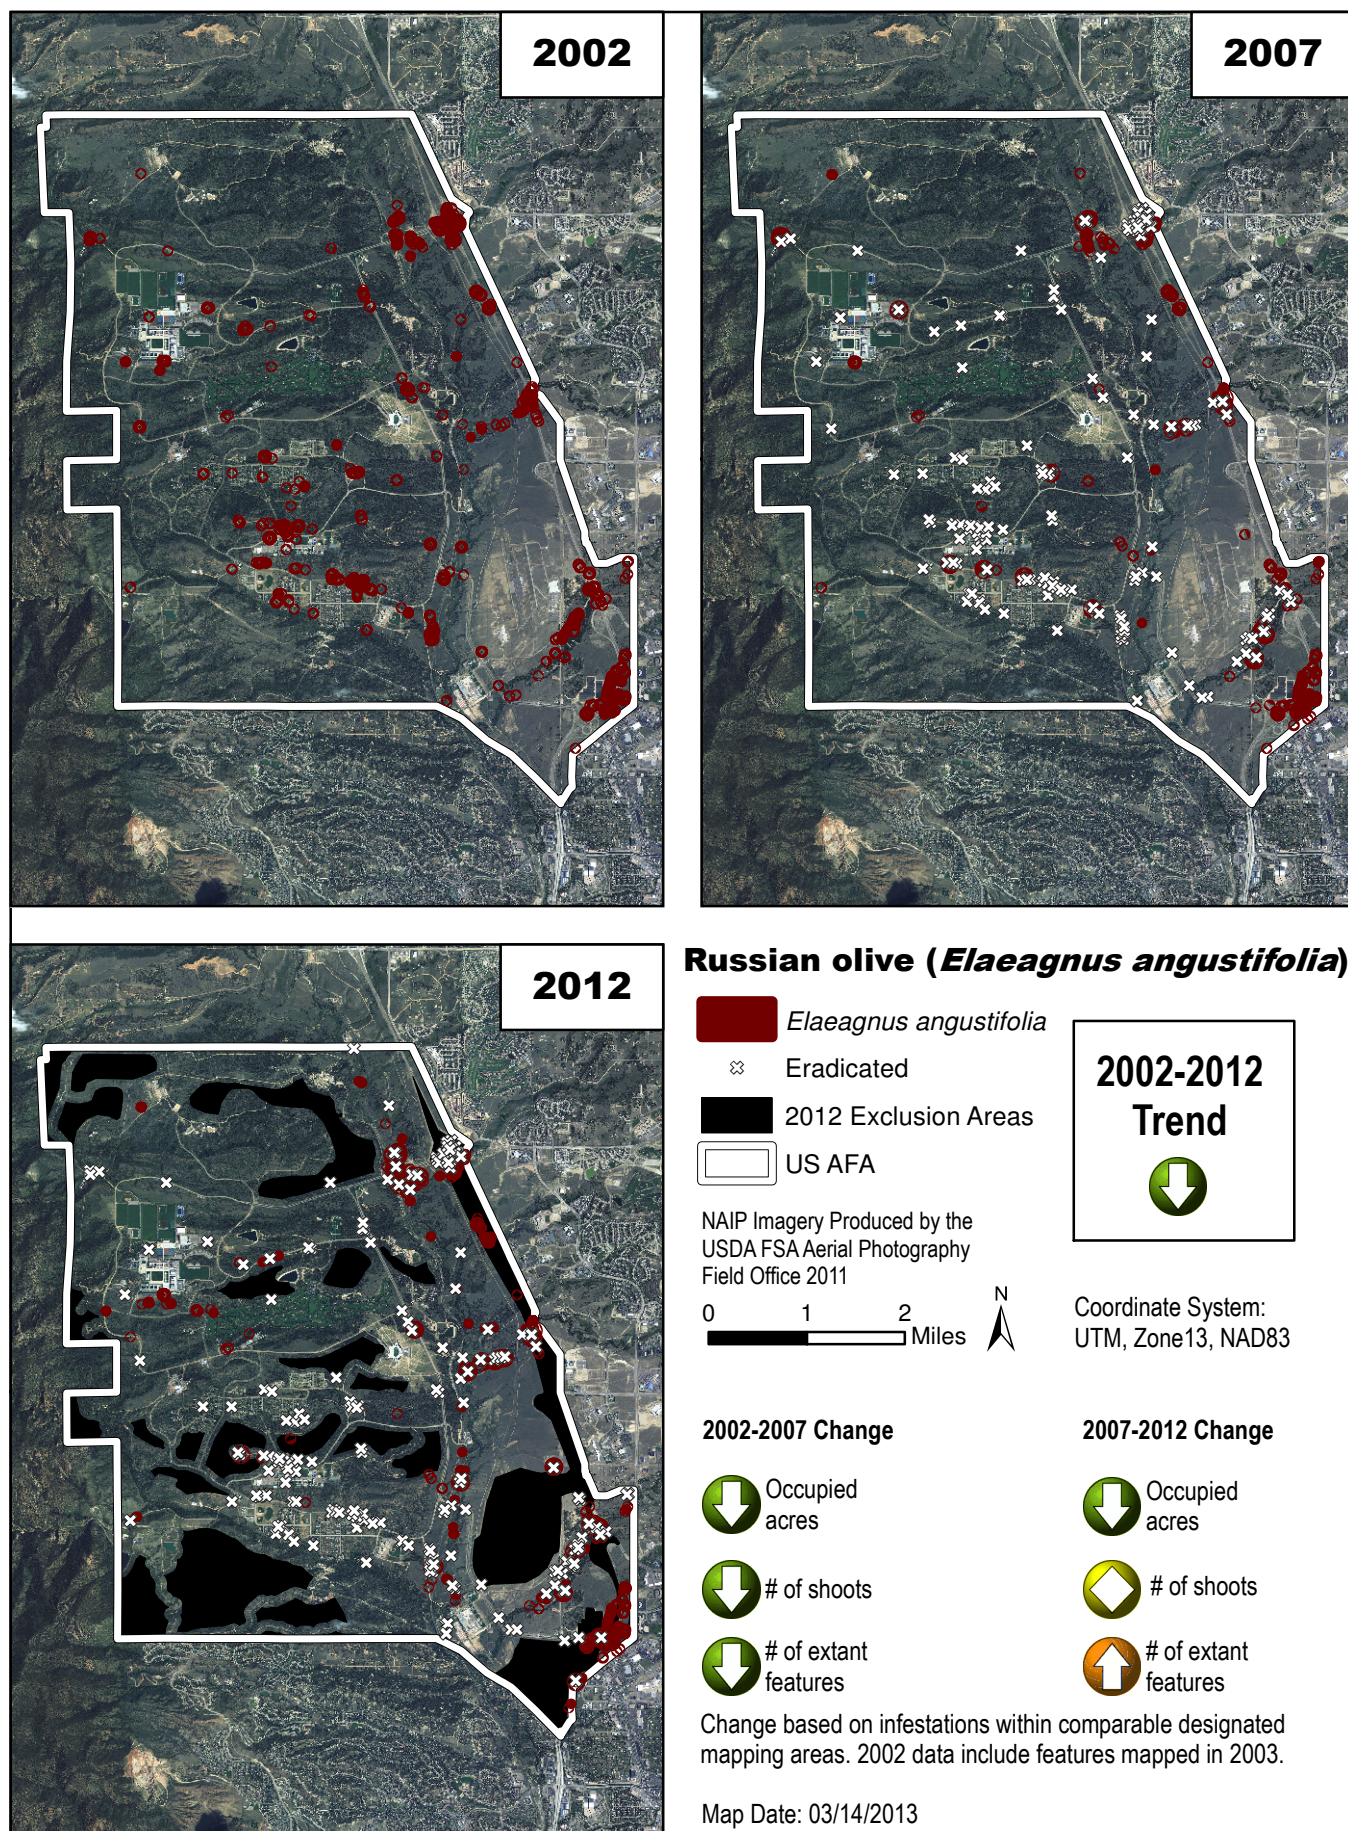 2002
2007
2012
Russian olive (Elaeagnus angustifolia)
Elaeagnus angustifolia
Eradicated
2012 Exclusion Areas
US AFA
2002-2012
Trend
NAIP Imagery Produced by the
USDA FSA Aerial Photography
Field Office 2011
0 1 2
Miles
N
Coordinate System:
UTM, Zone13, NAD83
2002-2007 Change
Occupied
acres
# of shoots
# of extant
features
2007-2012 Change
Occupied
acres
# of shoots
# of extant
features
Change based on infestations within comparable designated
mapping areas. 2002 data include features mapped in 2003.
Map Date: 03/14/2013